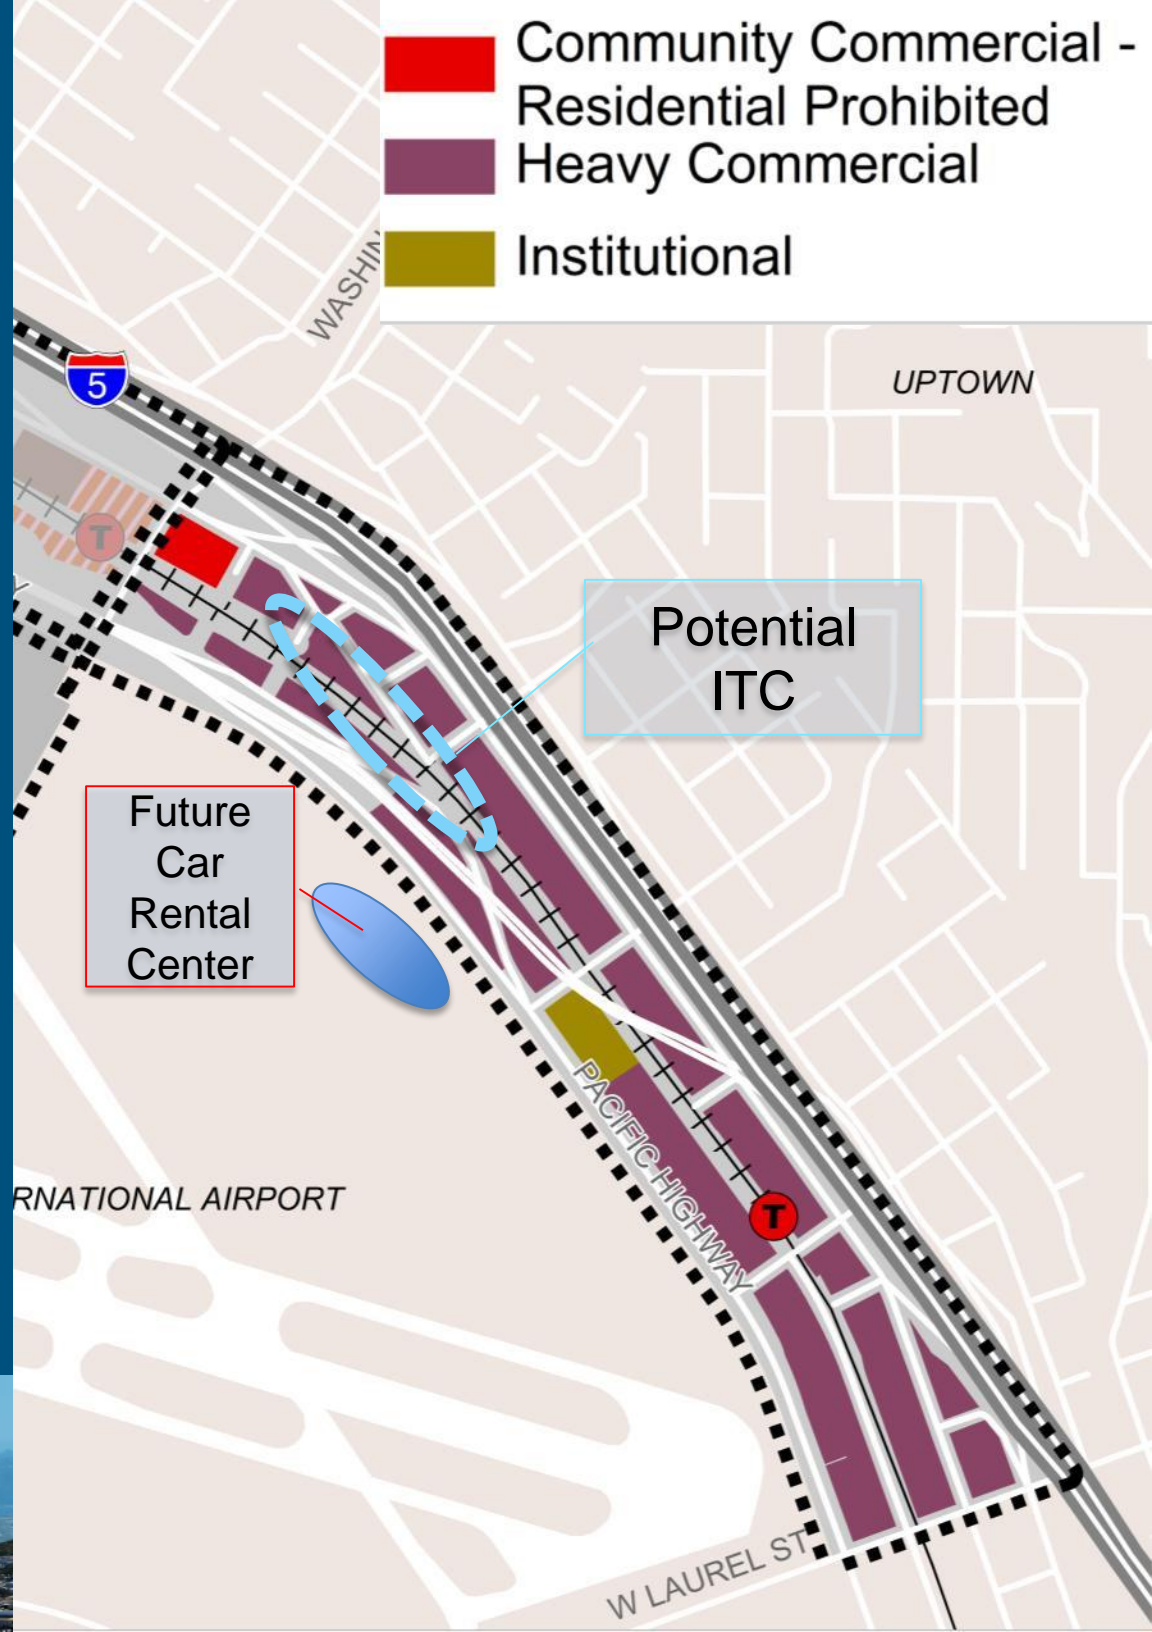 Community Commercial -
Residential Prohibited
Heavy Commercial
Institutional
UPTOWN
5
T
Potential
ITC
Future
Car
Rental
Center
PACIFIC HIGHWAY
RNATIONAL AIRPORT
T
W LAUREL ST